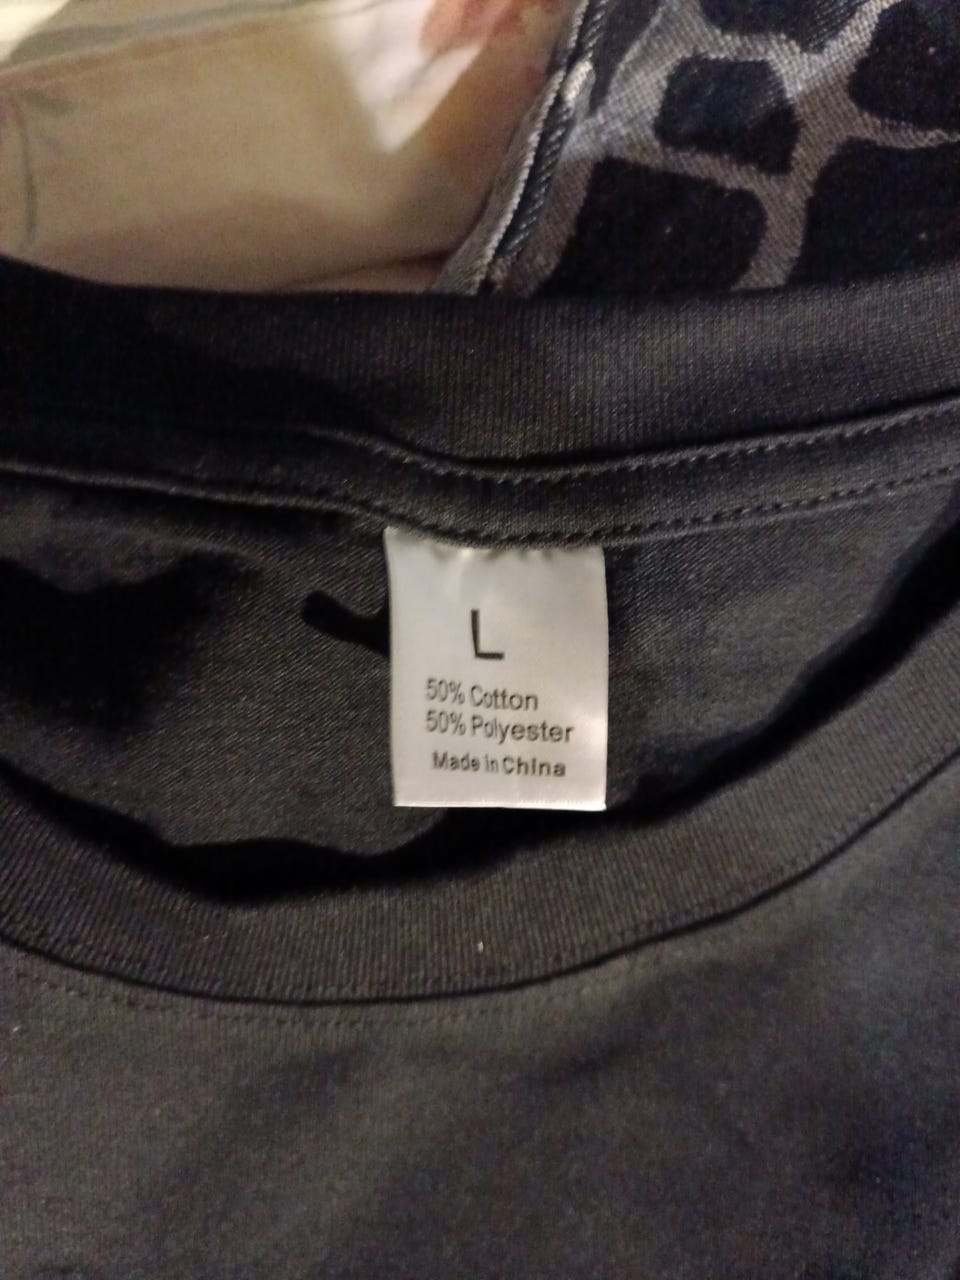 L
50% Cotton
50% Polyester
Made in China